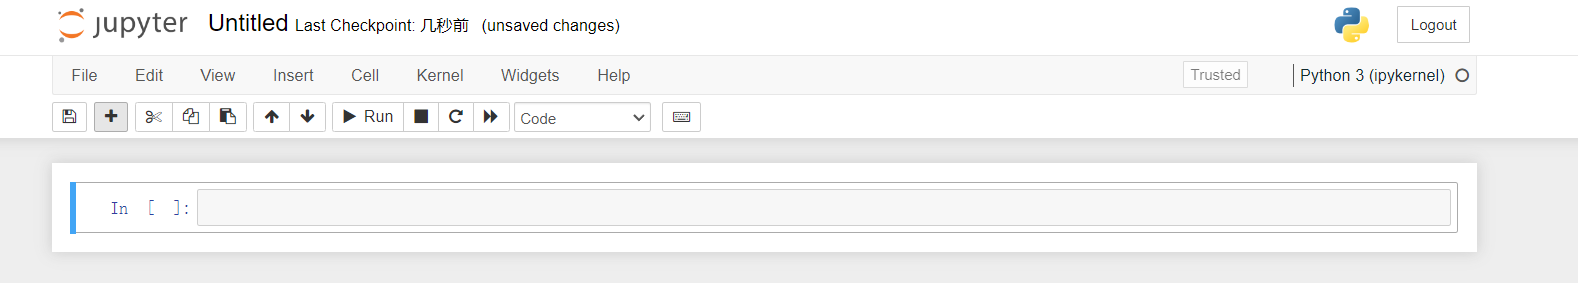 jupyter Untitled Last Checkpoint: 几秒前 (unsaved changes) Logout
File Edit View Insert Cell Kernel Widgets Help Trusted Python 3 (ipykernel)
Run Code
In [ ]: